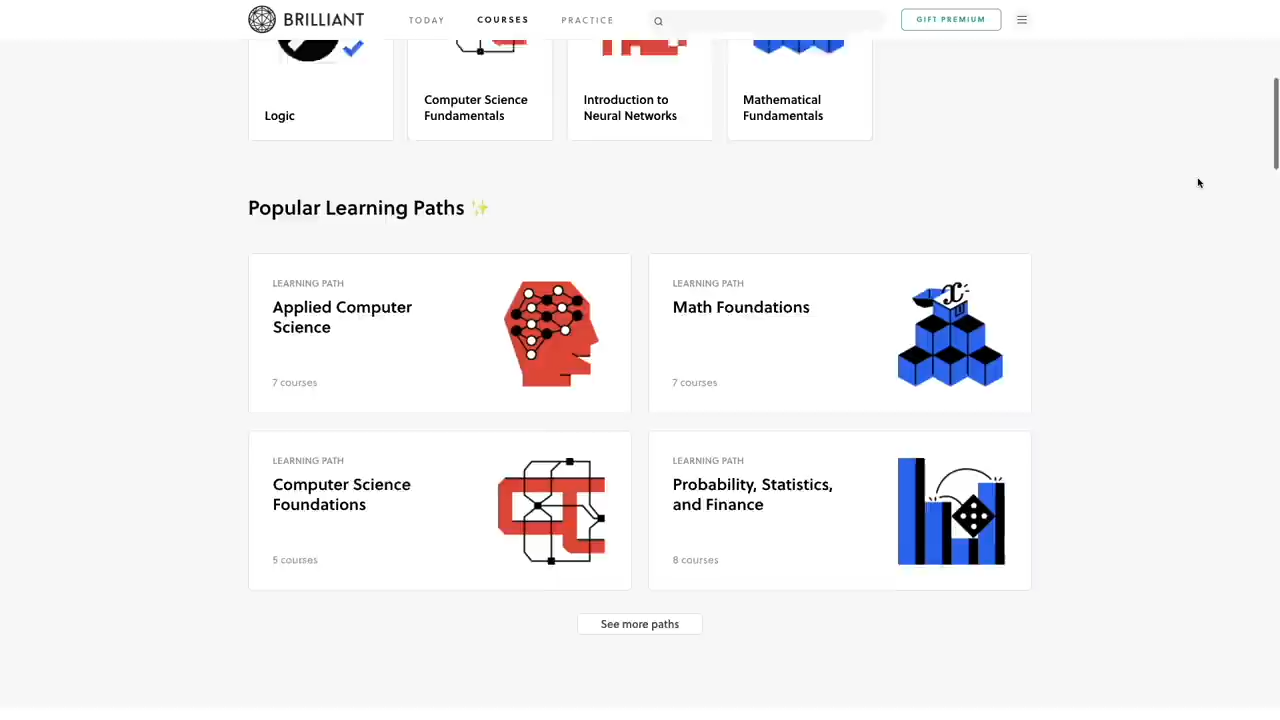 BRILLIANT
TODAY
COURSES
PRACTICE
GIFT PREMIUM
Logic
Computer Science
Fundamentals
Introduction to
Neural Networks
Mathematical
Fundamentals
Popular Learning Paths
LEARNING PATH
Applied Computer
Science
7 courses
LEARNING PATH
Math Foundations
7 courses
x
LEARNING PATH
Computer Science
Foundations
5 courses
LEARNING PATH
Probability, Statistics,
and Finance
8 courses
See more paths